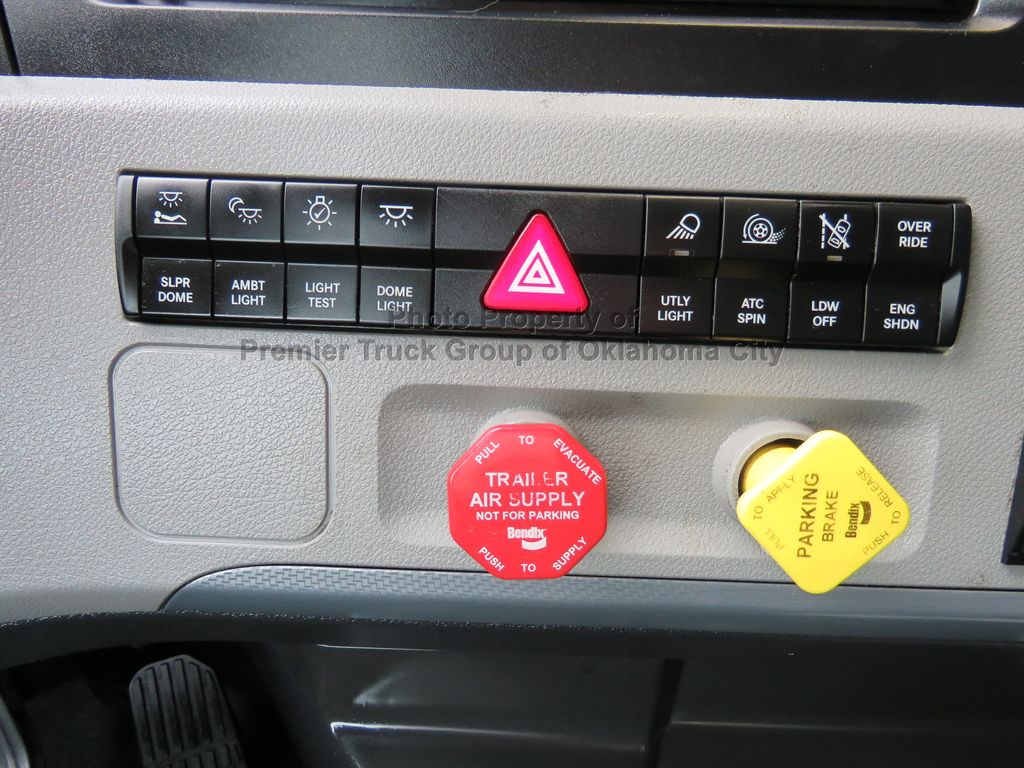 SLPR
DOME
AMBT
LIGHT
LIGHT
TEST
DOME
LIGHT
UTLY
LIGHT
ATC
SPIN
LDW
OFF
OVER
RIDE
ENG
SHDN
Photo Property of
Premier Truck Group of Oklahoma City
PULL TO EVACUATE
TRAILER
AIR SUPPLY
NOT FOR PARKING
Bendix
PUSH TO SUPPLY
PULL TO APPLY
PARKING
BRAKE
Bendix
PUSH TO RELEASE